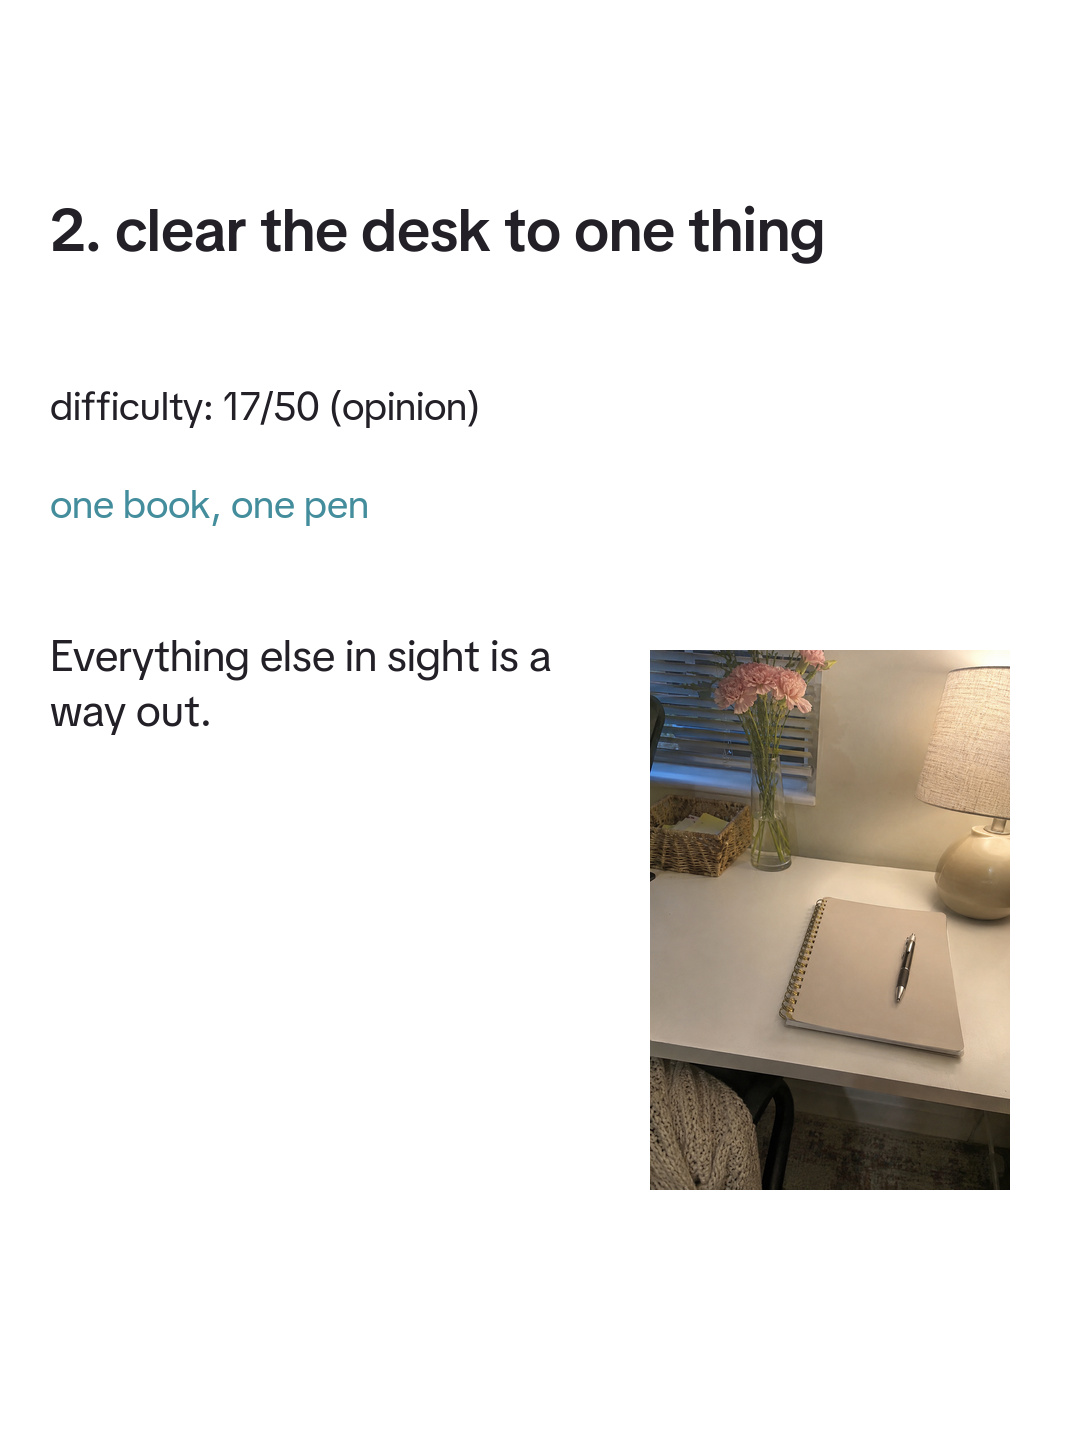 2. clear the desk to one thing
difficulty: 17/50 (opinion)
one book, one pen
Everything else in sight is a
way out.